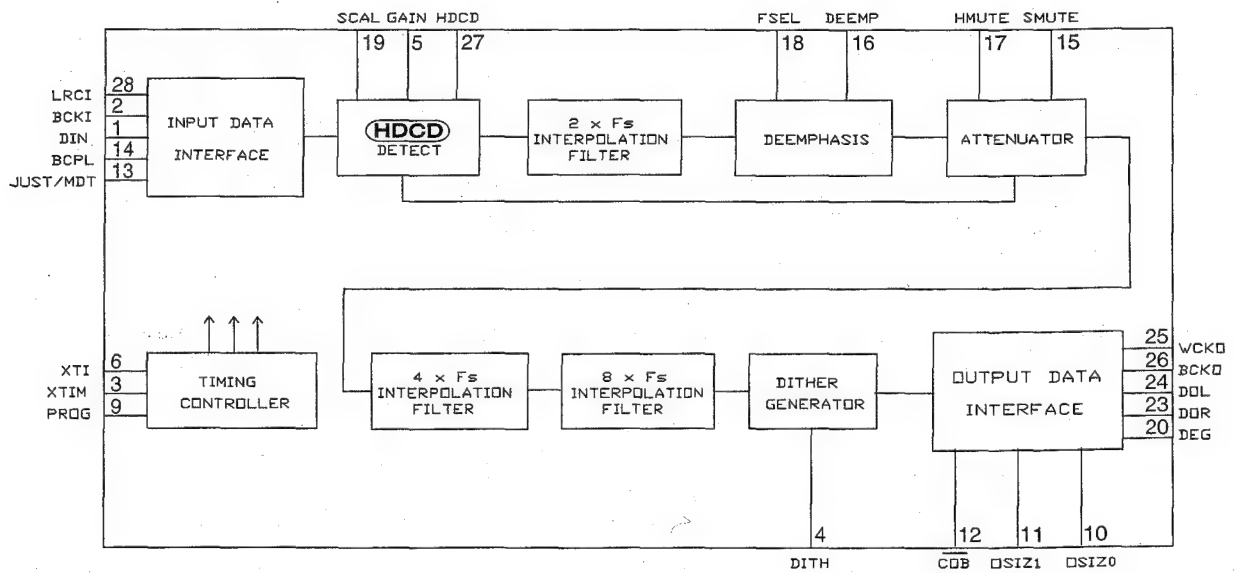 SCAL GAIN HDCD FSEL DEEMP HMUTE SMUTE
19 5 27 18 16 17 15
LRCI 28
BCKI 2
DIN 1
BCPL 14
JUST/MDT 13
INPUT DATA
INTERFACE
HDCD
DETECT
2 x Fs
INTERPOLATION
FILTER
DEEMPHASIS
ATTENUATOR
XTI 6
XTIM 3
PROG 9
TIMING
CONTROLLER
4 x Fs
INTERPOLATION
FILTER
8 x Fs
INTERPOLATION
FILTER
DITHER
GENERATOR
OUTPUT DATA
INTERFACE
25 WCKO
26 BCKO
24 DOL
23 DOR
20 DEG
4 12 11 10
DITH COB OSIZ1 OSIZ0